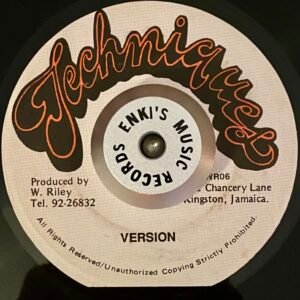 Techniques
ENKI'S MUSIC RECORDS
WR06
Produced by
W. Riley
Tel. 92-26832
Chancery Lane
Kingston, Jamaica.
VERSION
All Rights Reserved/Unauthorized Copying Strictly Prohibited.